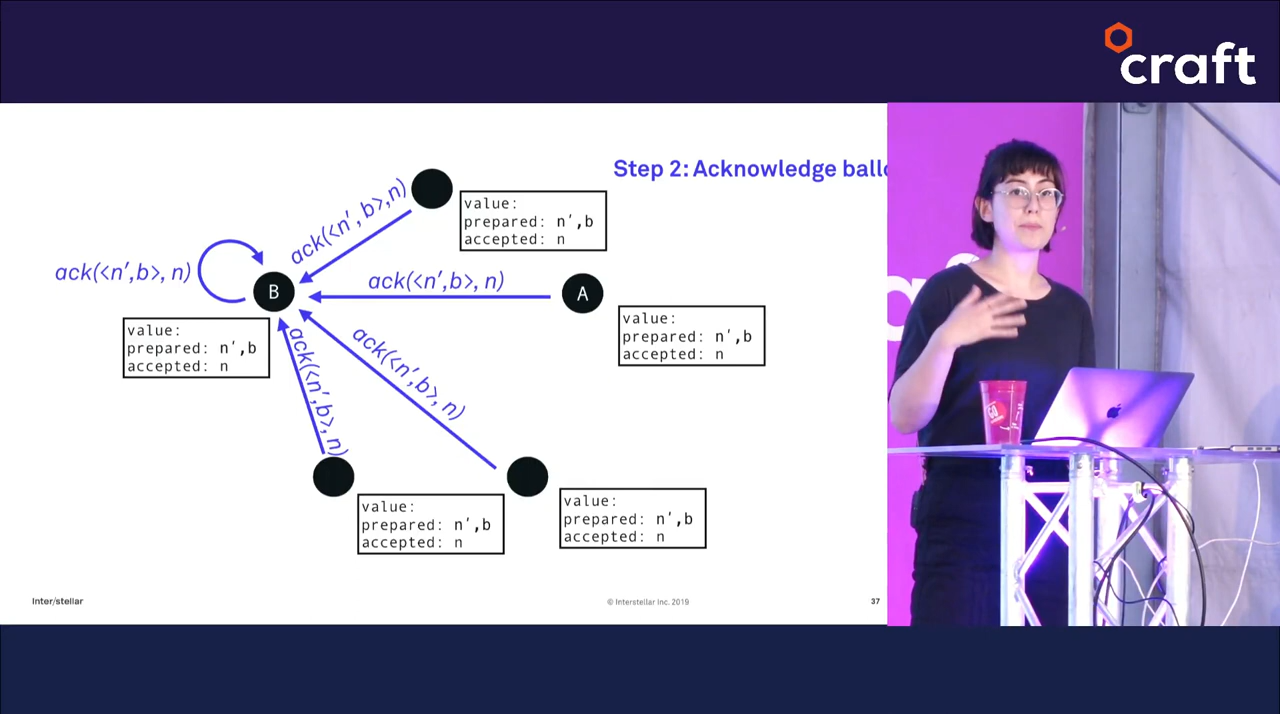 craft
Step 2: Acknowledge
ack(<n′, b>,n)
value:
prepared: n′,b
accepted: n
ack(<n′,b>, n)
B
ack(<n′,b>, n)
A
value:
prepared: n′,b
accepted: n
value:
prepared: n′,b
accepted: n
ack(<n′,b>, n)
ack(<n′,b>, n)
value:
prepared: n′,b
accepted: n
value:
prepared: n′,b
accepted: n
Inter/stellar
© Interstellar Inc. 2019
37